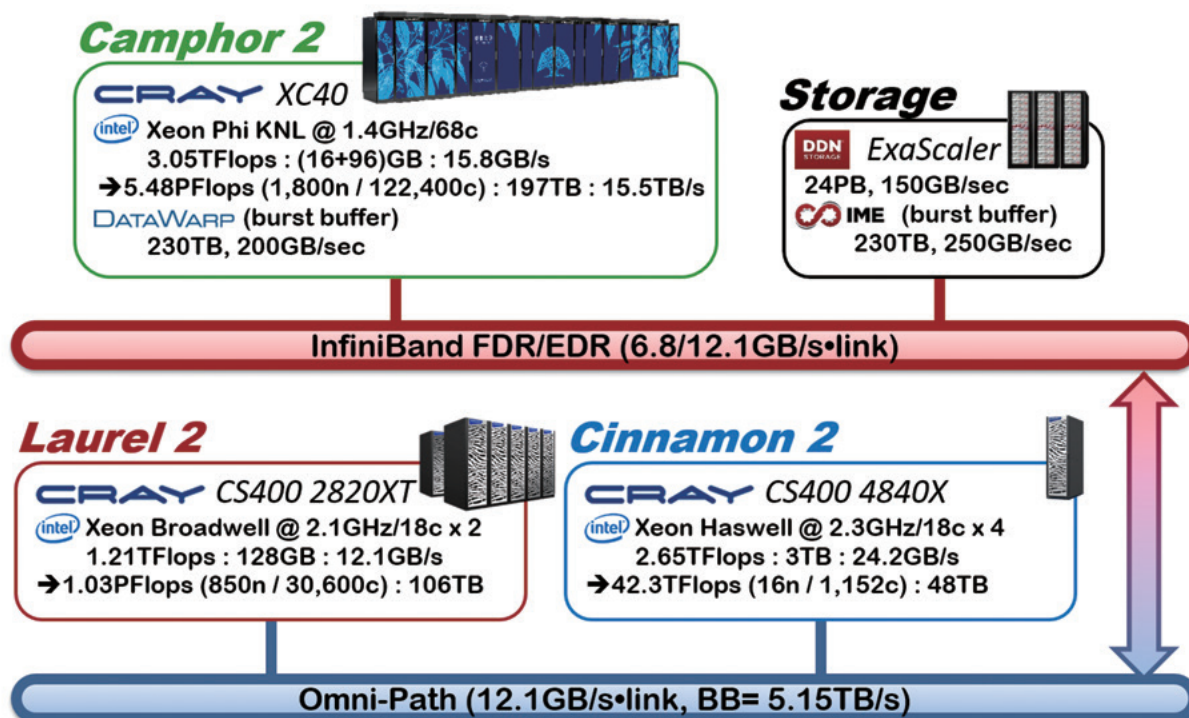 Camphor 2
CRAY XC40
intel Xeon Phi KNL @ 1.4GHz/68c
3.05TFlops : (16+96)GB : 15.8GB/s
➔5.48PFlops (1,800n / 122,400c) : 197TB : 15.5TB/s
DATAWARP (burst buffer)
230TB, 200GB/sec
Storage
DDN STORAGE ExaScaler
24PB, 150GB/sec
IME (burst buffer)
230TB, 250GB/sec
InfiniBand FDR/EDR (6.8/12.1GB/s•link)
Laurel 2
CRAY CS400 2820XT
intel Xeon Broadwell @ 2.1GHz/18c x 2
1.21TFlops : 128GB : 12.1GB/s
➔1.03PFlops (850n / 30,600c) : 106TB
Cinnamon 2
CRAY CS400 4840X
intel Xeon Haswell @ 2.3GHz/18c x 4
2.65TFlops : 3TB : 24.2GB/s
➔42.3TFlops (16n / 1,152c) : 48TB
Omni-Path (12.1GB/s•link, BB= 5.15TB/s)